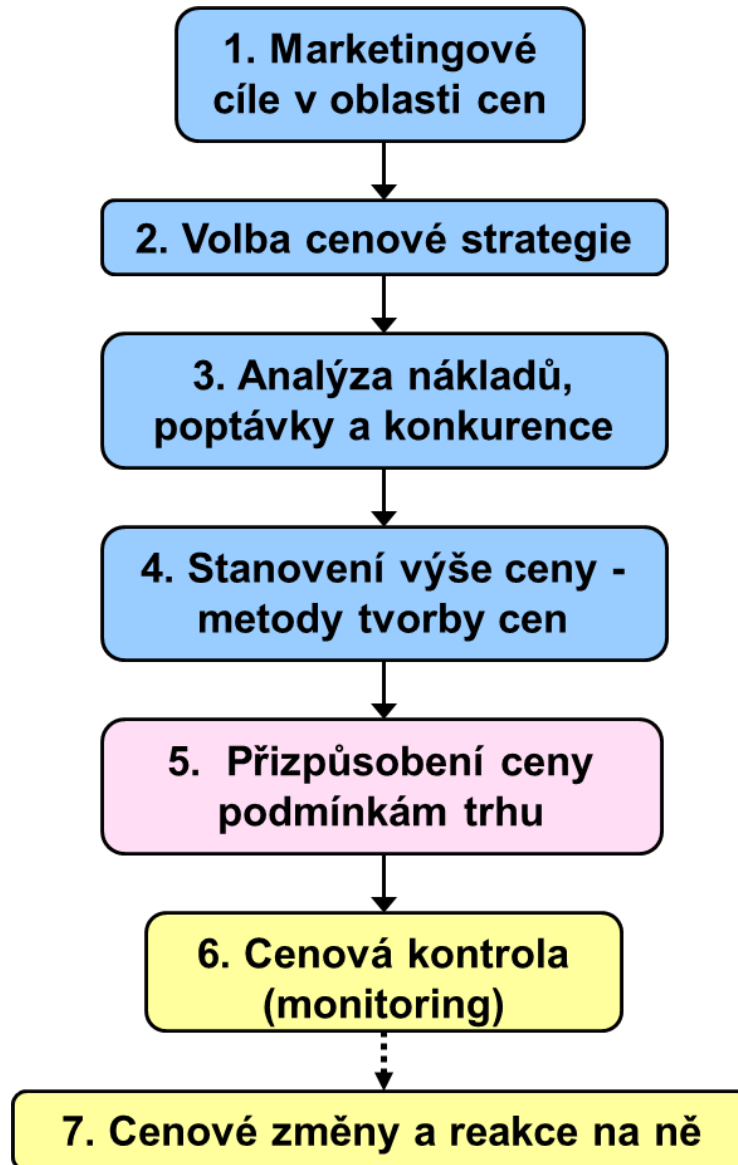 1. Marketingové
cíle v oblasti cen
2. Volba cenové strategie
3. Analýza nákladů,
poptávky a konkurence
4. Stanovení výše ceny -
metody tvorby cen
5. Přizpůsobení ceny
podmínkám trhu
6. Cenová kontrola
(monitoring)
7. Cenové změny a reakce na ně